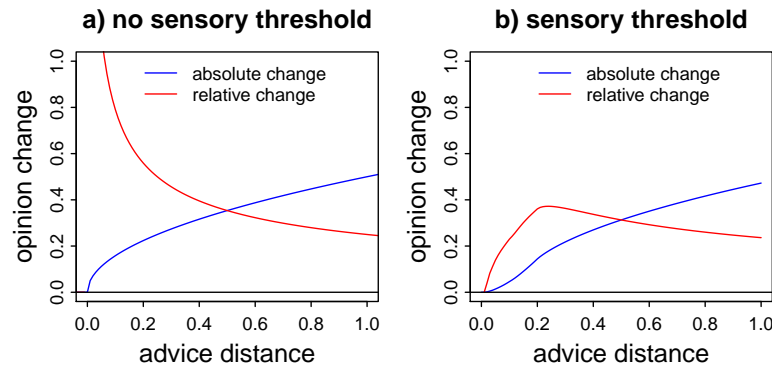 a) no sensory threshold
absolute change
relative change
opinion change
0.0 0.2 0.4 0.6 0.8 1.0
0.0 0.2 0.4 0.6 0.8 1.0
advice distance
b) sensory threshold
absolute change
relative change
opinion change
0.0 0.2 0.4 0.6 0.8 1.0
0.0 0.2 0.4 0.6 0.8 1.0
advice distance